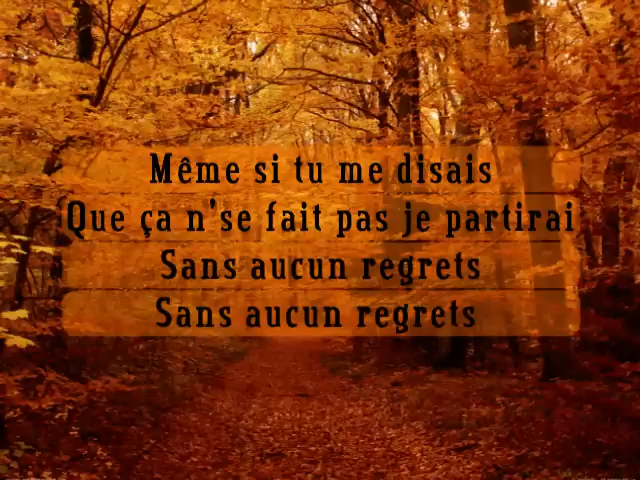 Même si tu me disais
Que ça n'se fait pas je partirai
Sans aucun regrets
Sans aucun regrets